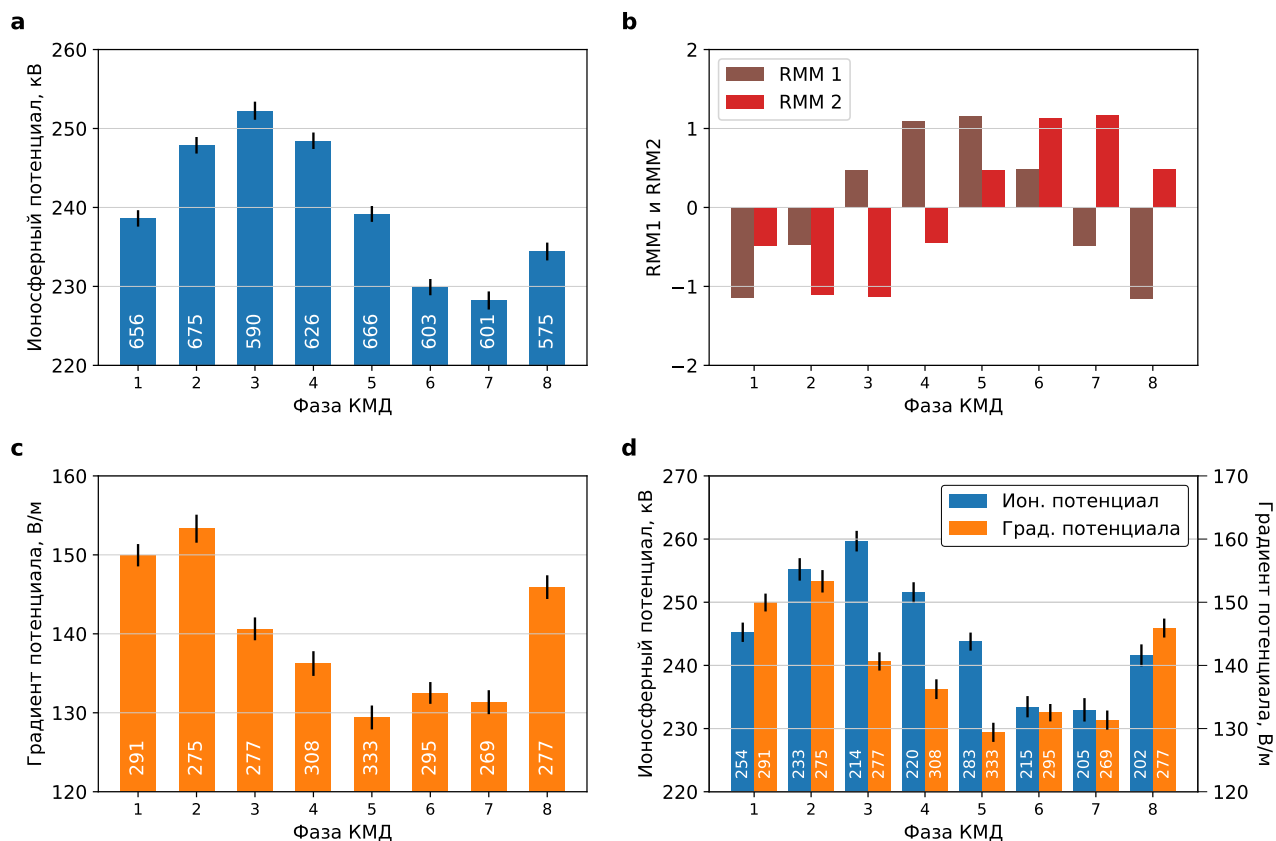 a
Ионосферный потенциал, кВ
260
250
240
230
220
656
675
590
626
666
603
601
575
1 2 3 4 5 6 7 8
Фаза КМД
b
RMM1 и RMM2
2
1
0
−1
−2
RMM 1
RMM 2
1 2 3 4 5 6 7 8
Фаза КМД
c
Градиент потенциала, В/м
160
150
140
130
120
291
275
277
308
333
295
269
277
1 2 3 4 5 6 7 8
Фаза КМД
d
Ионосферный потенциал, кВ
270
260
250
240
230
220
Ион. потенциал
Град. потенциала
254
291
233
275
214
277
220
308
283
333
215
295
205
269
202
277
170
160
150
140
130
120
Градиент потенциала, В/м
1 2 3 4 5 6 7 8
Фаза КМД